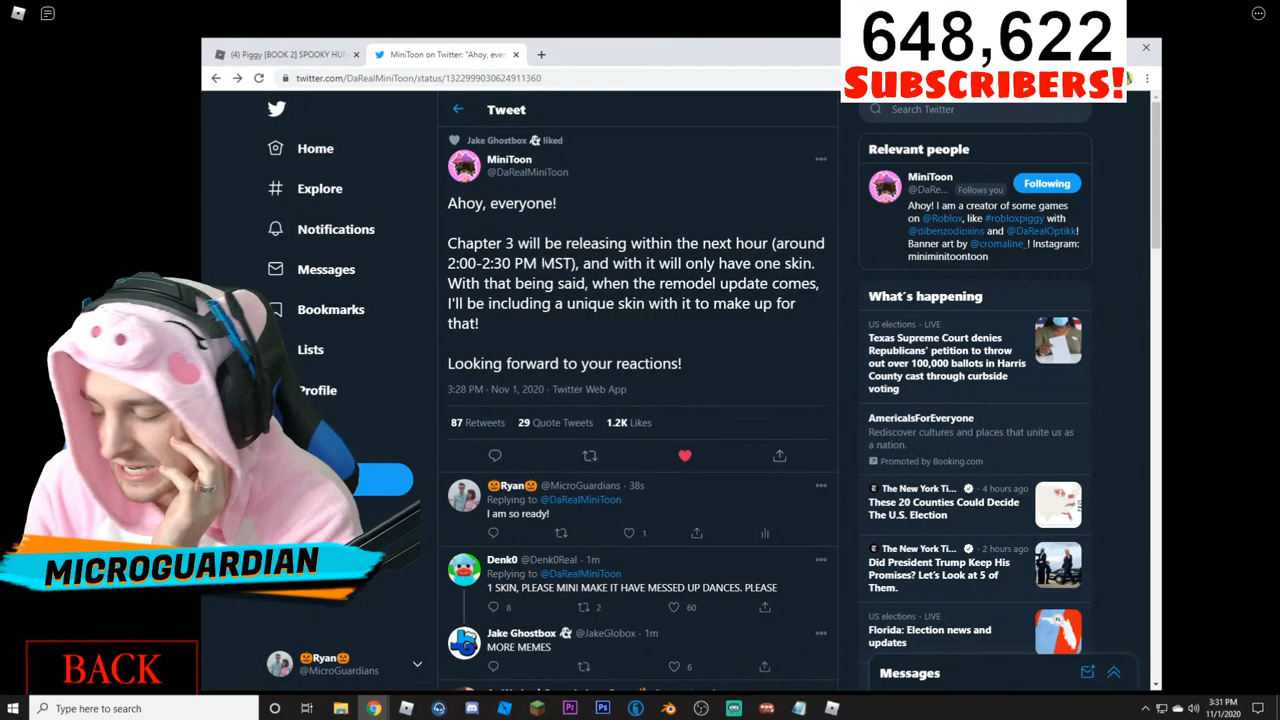 648,622
SUBSCRIBERS!
(4) Piggy [BOOK 2] SPOOKY HU
MiniToon on Twitter: "Ahoy, ever
twitter.com/DaRealMiniToon/status/1322999030624911360
Home
Explore
Notifications
Messages
Bookmarks
Lists
Profile
Ryan
@MicroGuardians
Tweet
Jake Ghostbox liked
MiniToon
@DaRealMiniToon
Ahoy, everyone!
Chapter 3 will be releasing within the next hour (around
2:00-2:30 PM MST), and with it will only have one skin.
With that being said, when the remodel update comes,
I'll be including a unique skin with it to make up for
that!
Looking forward to your reactions!
3:28 PM · Nov 1, 2020 · Twitter Web App
87 Retweets 29 Quote Tweets 1.2K Likes
Ryan @MicroGuardians · 38s
Replying to @DaRealMiniToon
I am so ready!
1
Denk0 @Denk0Real · 1m
Replying to @DaRealMiniToon
1 SKIN, PLEASE MINI MAKE IT HAVE MESSED UP DANCES. PLEASE
8 2 60
Jake Ghostbox @JakeGlobox · 1m
MORE MEMES
6
Search Twitter
Relevant people
MiniToon
@DaRe... Follows you
Following
Ahoy! I am a creator of some games
on @Roblox, like #robloxpiggy with
@dibenzodioxins and @DaRealOptikk!
Banner art by @cromaline_! Instagram:
miniminitoontoon
What's happening
US elections · LIVE
Texas Supreme Court denies
Republicans' petition to throw
out over 100,000 ballots in Harris
County cast through curbside
voting
AmericaIsForEveryone
Rediscover cultures and places that unite us as
a nation.
Promoted by Booking.com
The New York Ti... · 4 hours ago
These 20 Counties Could Decide
The U.S. Election
The New York Ti... · 2 hours ago
Did President Trump Keep His
Promises? Let's Look at 5 of
Them.
US elections · LIVE
Florida: Election news and
updates
Messages
MICROGUARDIAN
BACK
Type here to search
3:31 PM
11/1/2020